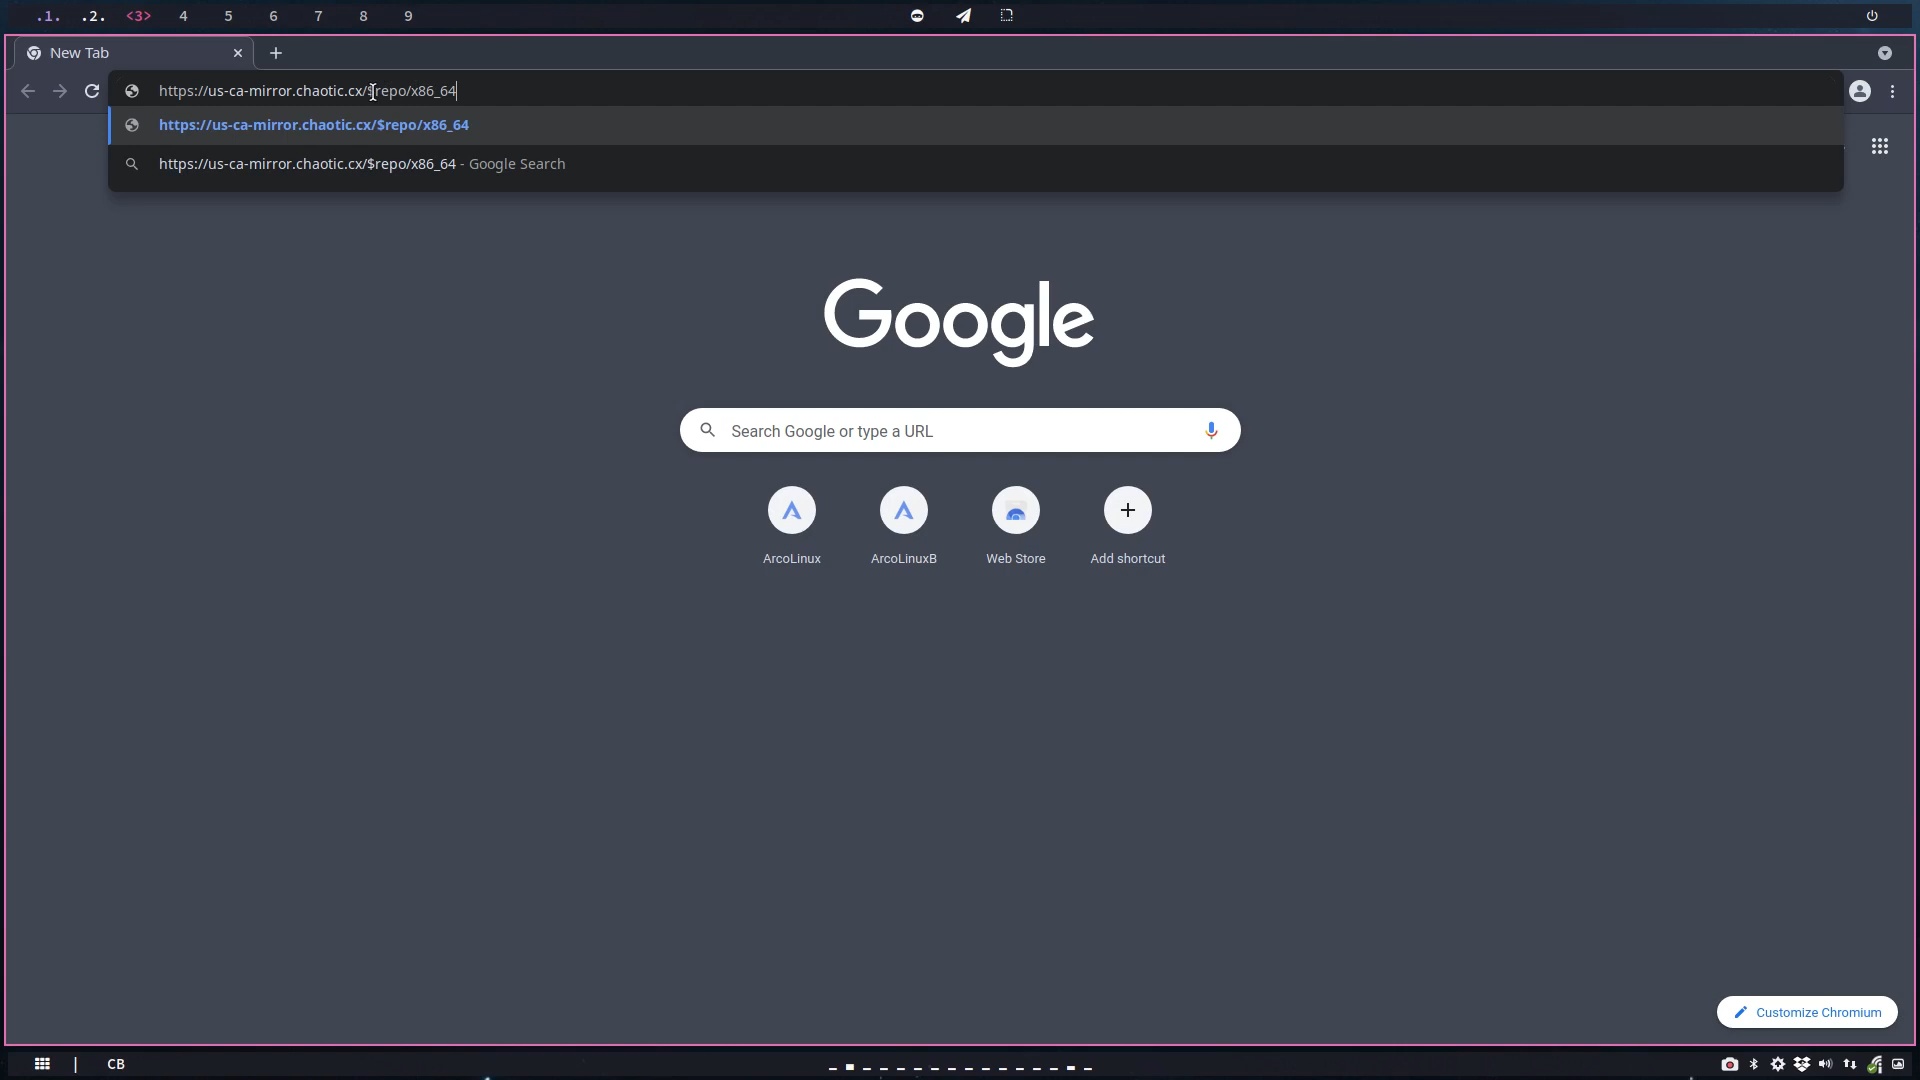 .1. .2. <3> 4 5 6 7 8 9
New Tab
https://us-ca-mirror.chaotic.cx/$repo/x86_64
https://us-ca-mirror.chaotic.cx/$repo/x86_64
https://us-ca-mirror.chaotic.cx/$repo/x86_64 - Google Search
Google
Search Google or type a URL
ArcoLinux ArcoLinuxB Web Store Add shortcut
Customize Chromium
| CB